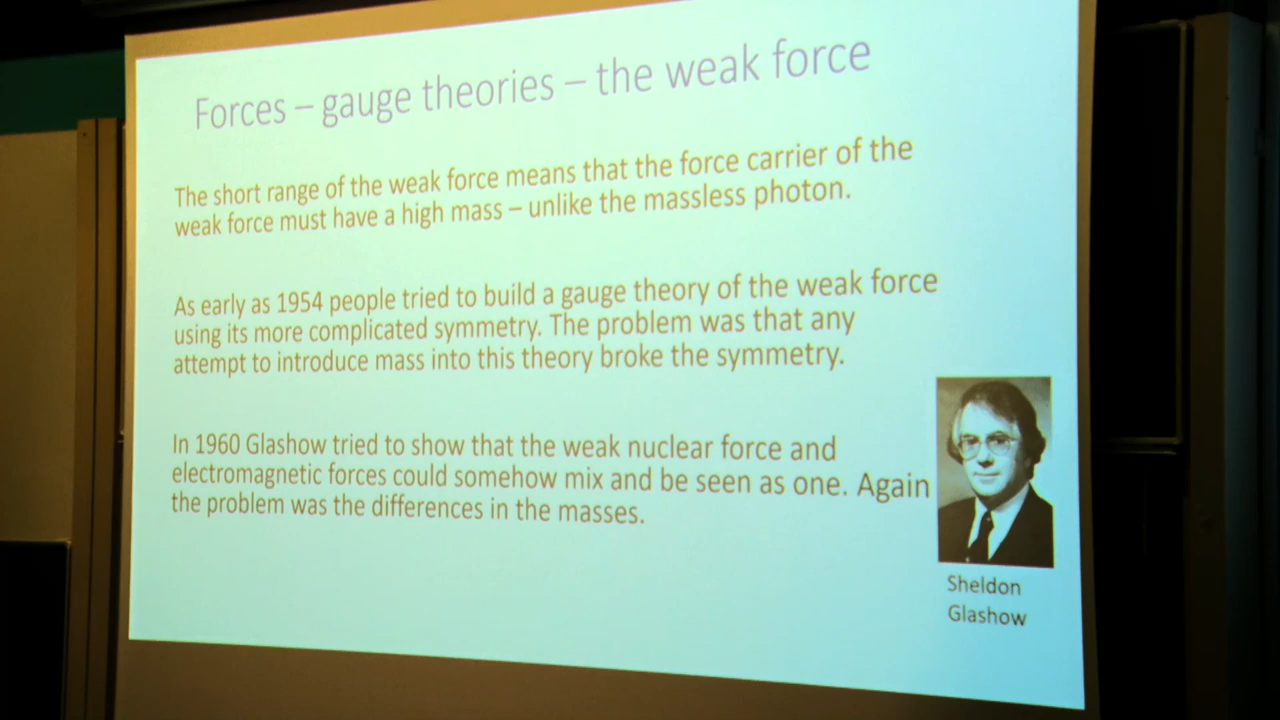 Forces – gauge theories – the weak force
The short range of the weak force means that the force carrier of the
weak force must have a high mass – unlike the massless photon.
As early as 1954 people tried to build a gauge theory of the weak force
using its more complicated symmetry. The problem was that any
attempt to introduce mass into this theory broke the symmetry.
In 1960 Glashow tried to show that the weak nuclear force and
electromagnetic forces could somehow mix and be seen as one. Again
the problem was the differences in the masses.
Sheldon
Glashow